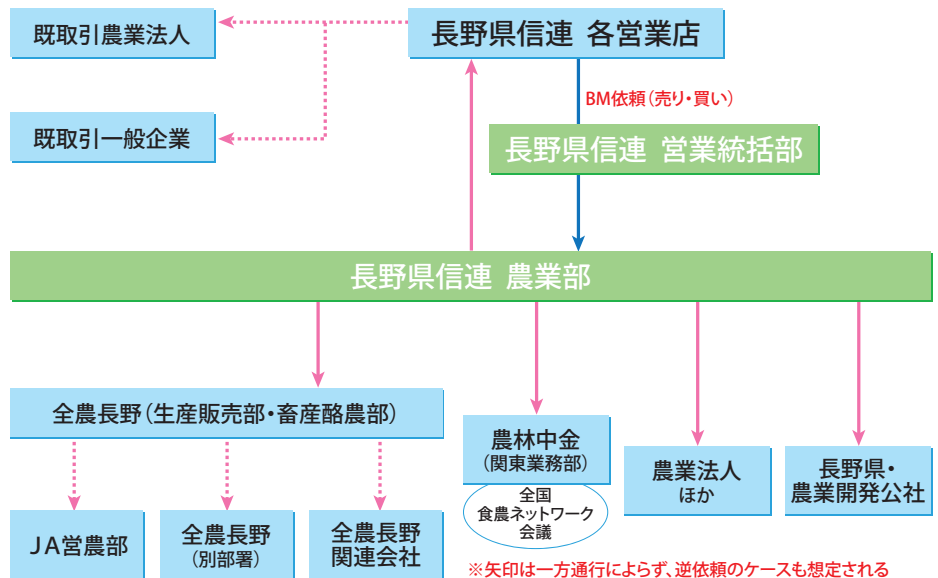 既取引農業法人
長野県信連 各営業店
BM依頼（売り・買い）
既取引一般企業
長野県信連 営業統括部
長野県信連 農業部
全農長野（生産販売部・畜産酪農部）
農林中金
（関東業務部）
全国
食農ネットワーク
会議
農業法人
ほか
長野県・
農業開発公社
JA営農部
全農長野
（別部署）
全農長野
関連会社
※矢印は一方通行によらず、逆依頼のケースも想定される